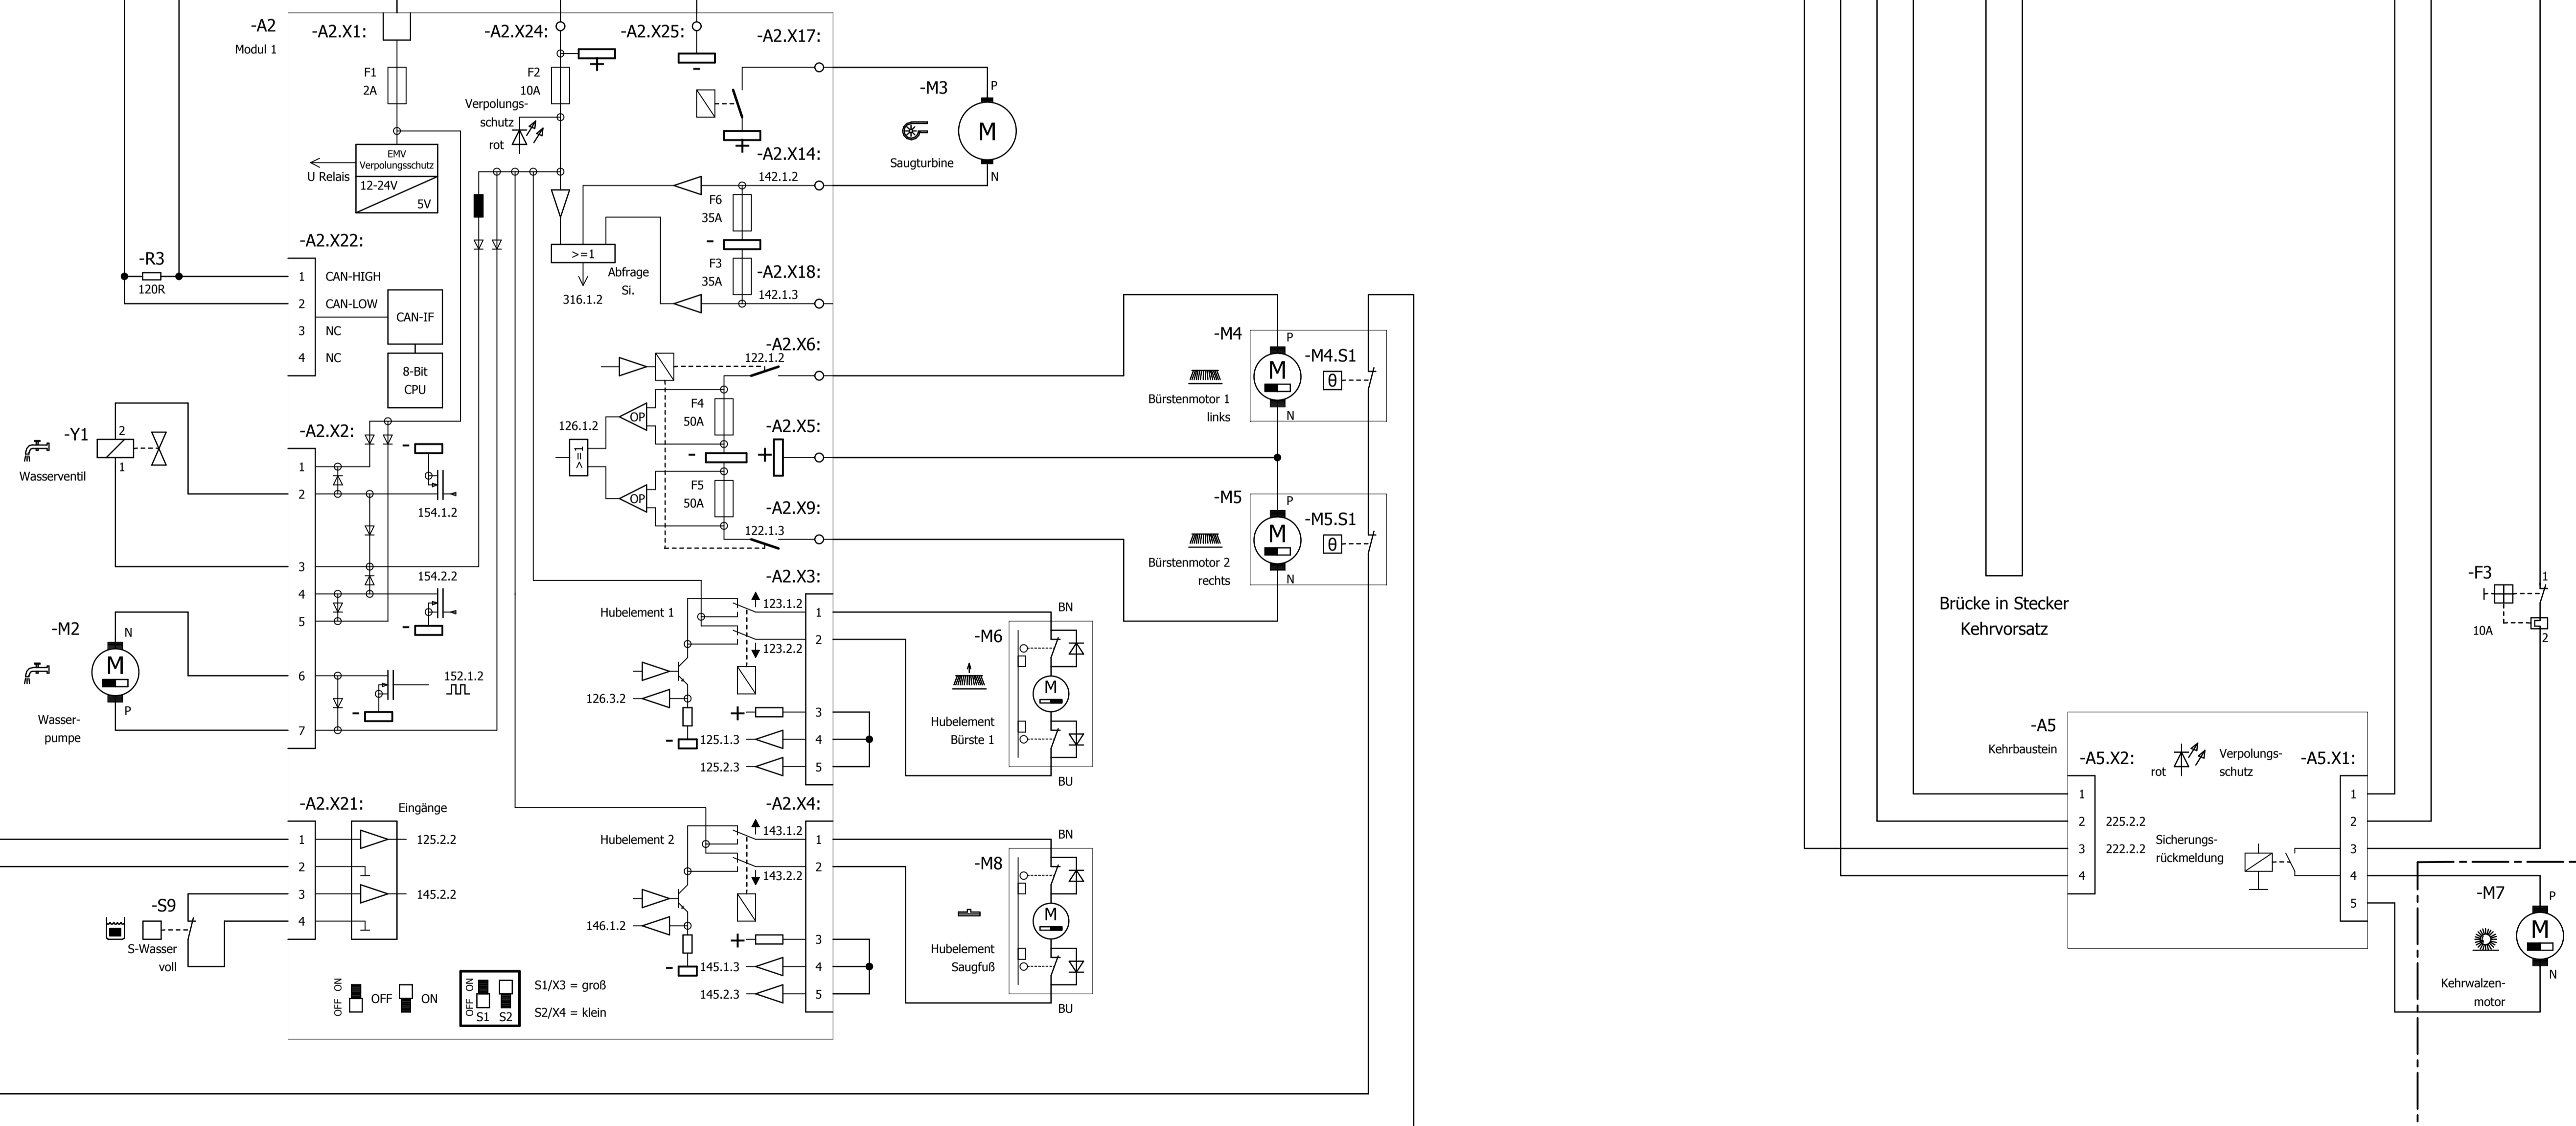 -A2
Modul 1
-A2.X1:
F1
2A
EMV
Verpolungsschutz
12-24V
5V
U Relais
-A2.X24:
+
F2
10A
Verpolungs-
schutz
rot
-A2.X25:
-
-A2.X17:
+
-A2.X14:
142.1.2
F6
35A
-
F3
35A
-A2.X18:
142.1.3
>=1
Abfrage
Si.
316.1.2
-M3
P
M
N
Saugturbine
-R3
120R
-A2.X22:
1 CAN-HIGH
2 CAN-LOW
3 NC
4 NC
CAN-IF
8-Bit
CPU
-A2.X6:
122.1.2
F4
50A
OP
126.1.2
>=1
-A2.X5:
- +
OP
F5
50A
-A2.X9:
122.1.3
-M4
P
M
N
-M4.S1
θ
Bürstenmotor 1
links
-M5
P
M
N
-M5.S1
θ
Bürstenmotor 2
rechts
-Y1
2
1
Wasserventil
-A2.X2:
1
2
3
4
5
6
7
-
154.1.2
154.2.2
-
152.1.2
-
-M2
N
M
P
Wasser-
pumpe
-A2.X3:
Hubelement 1
123.1.2
123.2.2
126.3.2
+
-
125.1.3
125.2.3
1
2
3
4
5
-M6
BN
M
BU
Hubelement
Bürste 1
-A2.X21:
Eingänge
1
2
3
4
125.2.2
145.2.2
-S9
S-Wasser
voll
-A2.X4:
Hubelement 2
143.1.2
143.2.2
146.1.2
+
-
145.1.3
145.2.3
1
2
3
4
5
-M8
BN
M
BU
Hubelement
Saugfuß
OFF ON
OFF
ON
OFF ON
S1 S2
S1/X3 = groß
S2/X4 = klein
Brücke in Stecker
Kehrvorsatz
-F3
1
10A
2
-A5
Kehrbaustein
-A5.X2:
rot
Verpolungs-
schutz
-A5.X1:
1
2
3
4
225.2.2
222.2.2
Sicherungs-
rückmeldung
1
2
3
4
5
-M7
P
M
N
Kehrwalzen-
motor